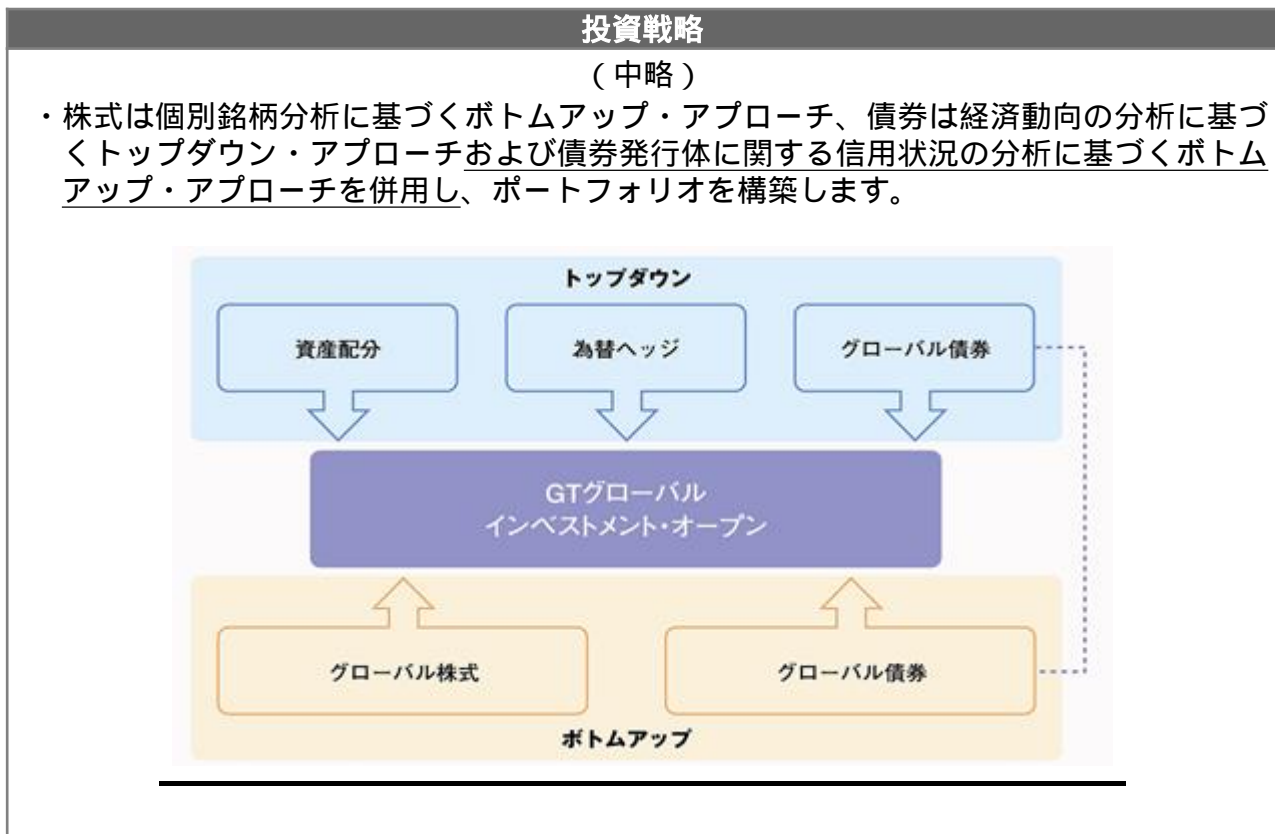 投資戦略
（中略）
・株式は個別銘柄分析に基づくボトムアップ・アプローチ、債券は経済動向の分析に基づ
くトップダウン・アプローチおよび債券発行体に関する信用状況の分析に基づくボトム
アップ・アプローチを併用し、ポートフォリオを構築します。
トップダウン
資産配分
為替ヘッジ
グローバル債券
GTグローバル
インベストメント・オープン
グローバル株式
グローバル債券
ボトムアップ